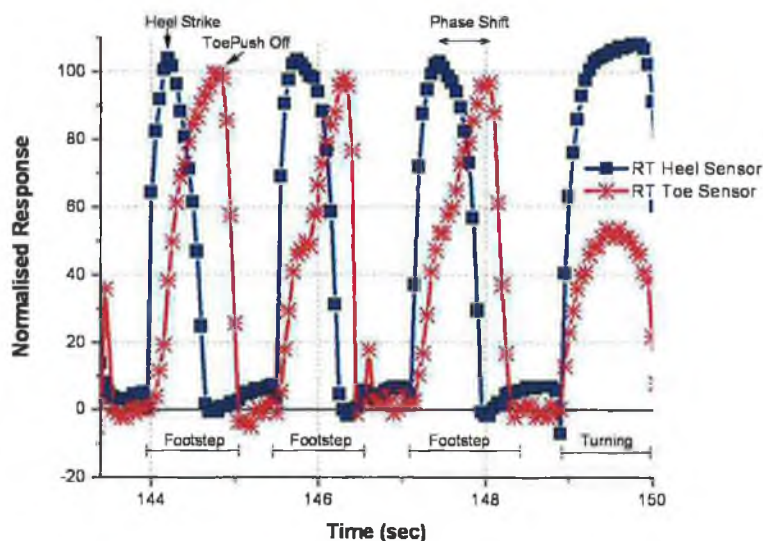 Heel Strike
Phase Shift
ToePush Off
100
80
60
40
20
0
-20
Normalised Response
RT Heel Sensor
RT Toe Sensor
Footstep
Footstep
Footstep
Turning
144
146
148
150
Time (sec)